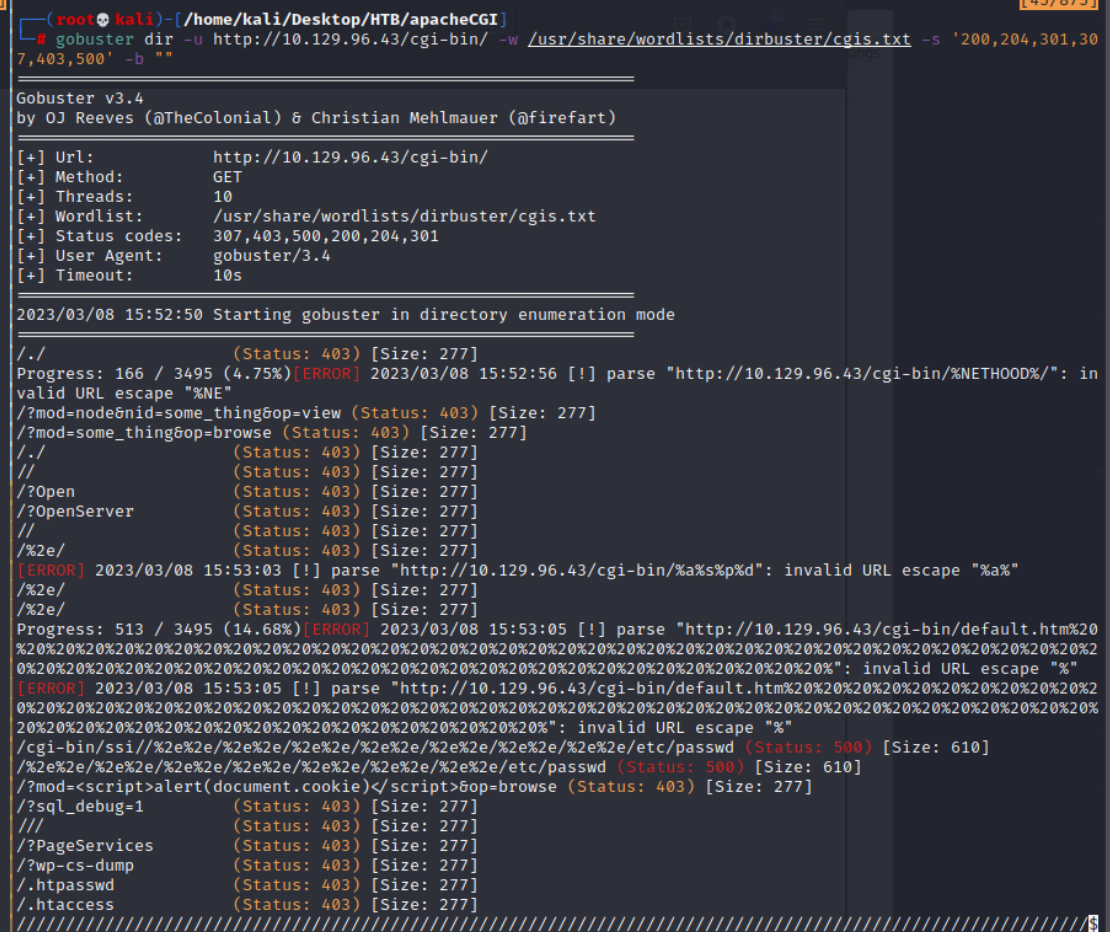 [45/875]
┌──(root💀kali)-[/home/kali/Desktop/HTB/apacheCGI]
└─# gobuster dir -u http://10.129.96.43/cgi-bin/ -w /usr/share/wordlists/dirbuster/cgis.txt -s '200,204,301,30
7,403,500' -b ""
===============================================================
Gobuster v3.4
by OJ Reeves (@TheColonial) & Christian Mehlmauer (@firefart)
===============================================================
[+] Url:            http://10.129.96.43/cgi-bin/
[+] Method:         GET
[+] Threads:        10
[+] Wordlist:       /usr/share/wordlists/dirbuster/cgis.txt
[+] Status codes:   307,403,500,200,204,301
[+] User Agent:     gobuster/3.4
[+] Timeout:        10s
===============================================================
2023/03/08 15:52:50 Starting gobuster in directory enumeration mode
===============================================================
/./                   (Status: 403) [Size: 277]
Progress: 166 / 3495 (4.75%)[ERROR] 2023/03/08 15:52:56 [!] parse "http://10.129.96.43/cgi-bin/%NETHOOD%/": in
valid URL escape "%NE"
/?mod=node&nid=some_thing&op=view (Status: 403) [Size: 277]
/?mod=some_thing&op=browse (Status: 403) [Size: 277]
/./                   (Status: 403) [Size: 277]
//                    (Status: 403) [Size: 277]
/?Open                (Status: 403) [Size: 277]
/?OpenServer          (Status: 403) [Size: 277]
//                    (Status: 403) [Size: 277]
/%2e/                 (Status: 403) [Size: 277]
[ERROR] 2023/03/08 15:53:03 [!] parse "http://10.129.96.43/cgi-bin/%a%s%p%d": invalid URL escape "%a%"
/%2e/                 (Status: 403) [Size: 277]
/%2e/                 (Status: 403) [Size: 277]
Progress: 513 / 3495 (14.68%)[ERROR] 2023/03/08 15:53:05 [!] parse "http://10.129.96.43/cgi-bin/default.htm%20
%20%20%20%20%20%20%20%20%20%20%20%20%20%20%20%20%20%20%20%20%20%20%20%20%20%20%20%20%20%20%20%20%20%20%20%2
0%20%20%20%20%20%20%20%20%20%20%20%20%20%20%20%20%20%20%20%20%20%20%20%20%20%": invalid URL escape "%"
[ERROR] 2023/03/08 15:53:05 [!] parse "http://10.129.96.43/cgi-bin/default.htm%20%20%20%20%20%20%20%20%20%20%2
0%20%20%20%20%20%20%20%20%20%20%20%20%20%20%20%20%20%20%20%20%20%20%20%20%20%20%20%20%20%20%20%20%20%20%20%
20%20%20%20%20%20%20%20%20%20%20%20%20%20%20%20%20%20%": invalid URL escape "%"
/cgi-bin/ssi//%2e%2e/%2e%2e/%2e%2e/%2e%2e/%2e%2e/%2e%2e/%2e%2e/etc/passwd (Status: 500) [Size: 610]
/%2e%2e/%2e%2e/%2e%2e/%2e%2e/%2e%2e/%2e%2e/%2e%2e/etc/passwd (Status: 500) [Size: 610]
/?mod=<script>alert(document.cookie)</script>&op=browse (Status: 403) [Size: 277]
/?sql_debug=1         (Status: 403) [Size: 277]
///                   (Status: 403) [Size: 277]
/?PageServices        (Status: 403) [Size: 277]
/?wp-cs-dump          (Status: 403) [Size: 277]
/.htpasswd            (Status: 403) [Size: 277]
/.htaccess            (Status: 403) [Size: 277]
/////////////////////////////////////////////////////////////////////////////////////////////////////////////$